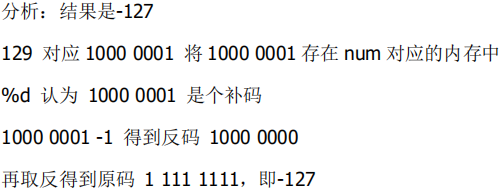 分析：结果是-127
129 对应 1000 0001 将 1000 0001 存在 num 对应的内存中
%d 认为 1000 0001 是个补码
1000 0001 -1 得到反码 1000 0000
再取反得到原码 1 111 1111，即-127